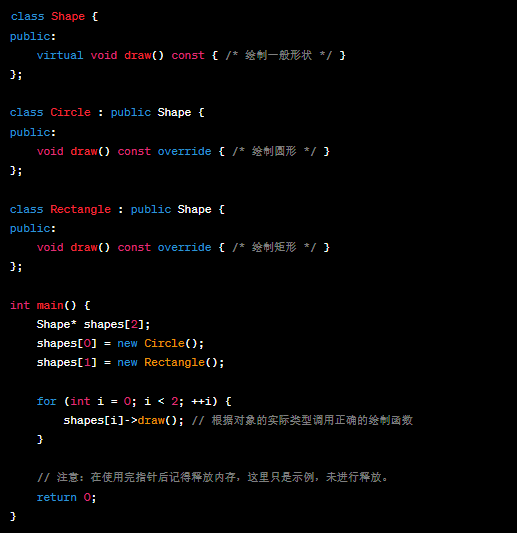 class Shape {
public:
    virtual void draw() const { /* 绘制一般形状 */ }
};

class Circle : public Shape {
public:
    void draw() const override { /* 绘制圆形 */ }
};

class Rectangle : public Shape {
public:
    void draw() const override { /* 绘制矩形 */ }
};

int main() {
    Shape* shapes[2];
    shapes[0] = new Circle();
    shapes[1] = new Rectangle();

    for (int i = 0; i < 2; ++i) {
        shapes[i]->draw(); // 根据对象的实际类型调用正确的绘制函数
    }

    // 注意：在使用完指针后记得释放内存，这里只是示例，未进行释放。
    return 0;
}